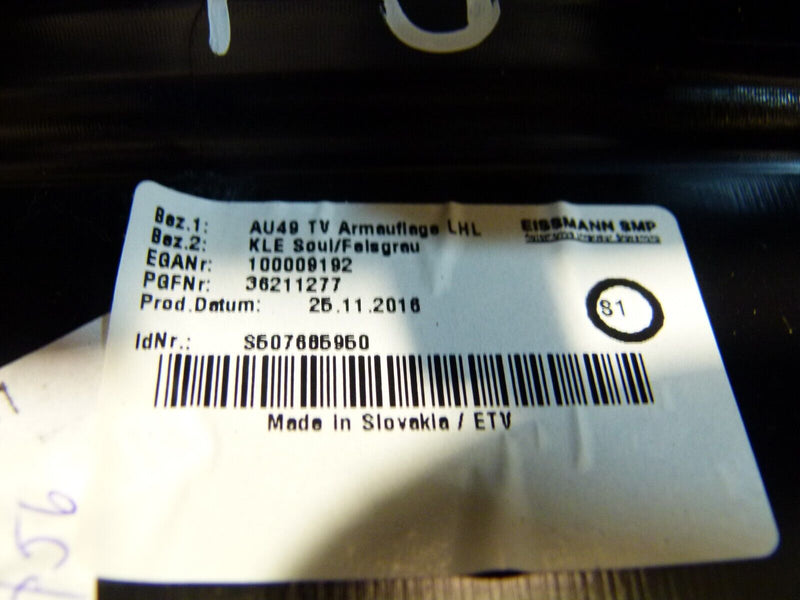 Bez.1: AU49 TV Armauflage LHL
EISSMANN SMP
Bez.2: KLE Soul/Felsgrau
EGANr: 100009192
PGFNr: 36211277
Prod.Datum: 25.11.2016
S1
IdNr.: S507685950
Made in Slovakia / ETV